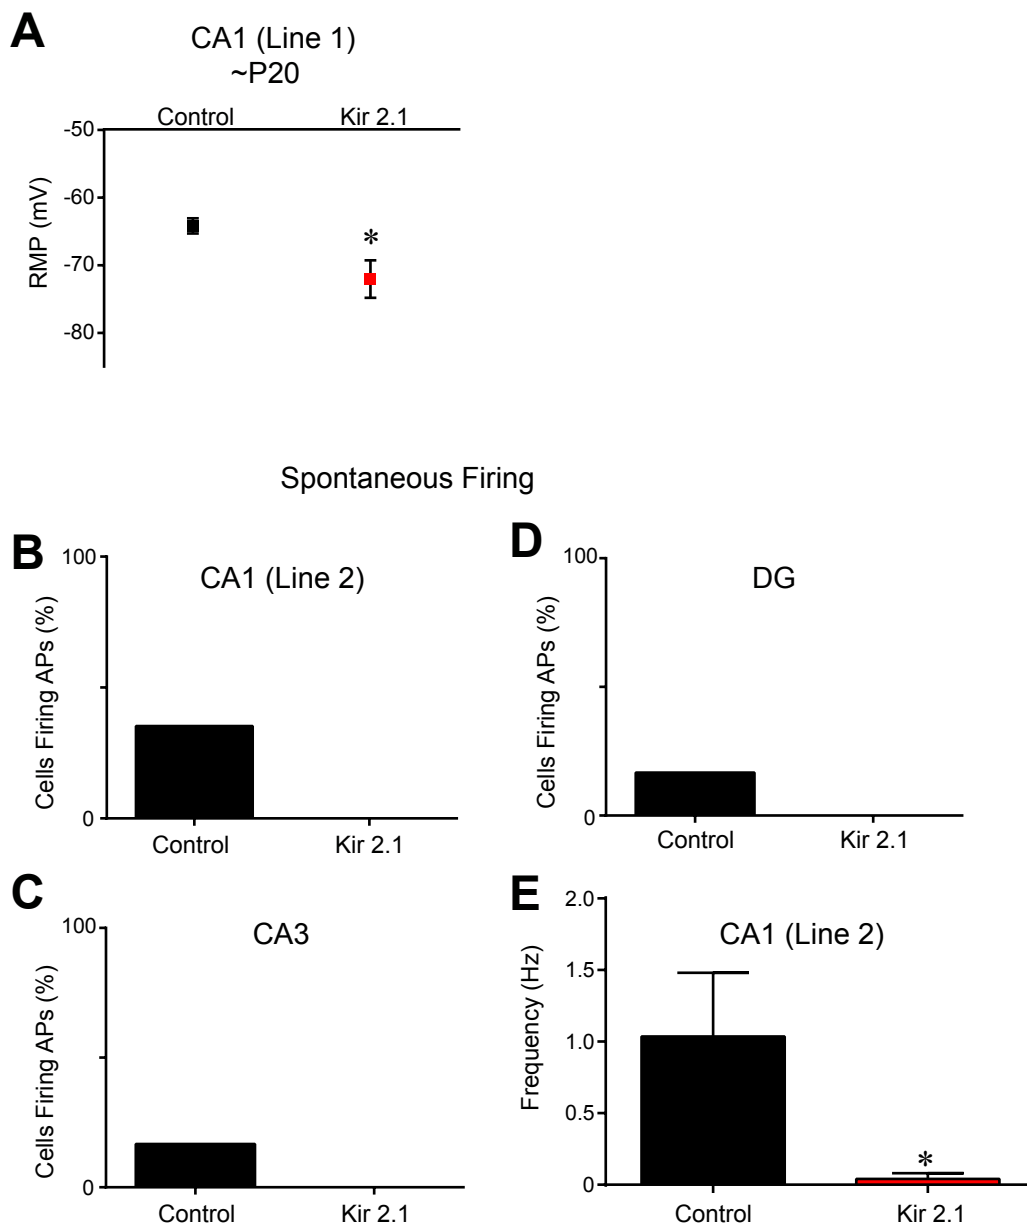 A
CA1 (Line 1)
~P20
Control
Kir 2.1
-50
-60
-70
-80
RMP (mV)
*
Spontaneous Firing
B
CA1 (Line 2)
100
0
Cells Firing APs (%)
Control
Kir 2.1
D
DG
100
0
Cells Firing APs (%)
Control
Kir 2.1
C
CA3
100
0
Cells Firing APs (%)
Control
Kir 2.1
E
CA1 (Line 2)
2.0
1.5
1.0
0.5
0
Frequency (Hz)
*
Control
Kir 2.1